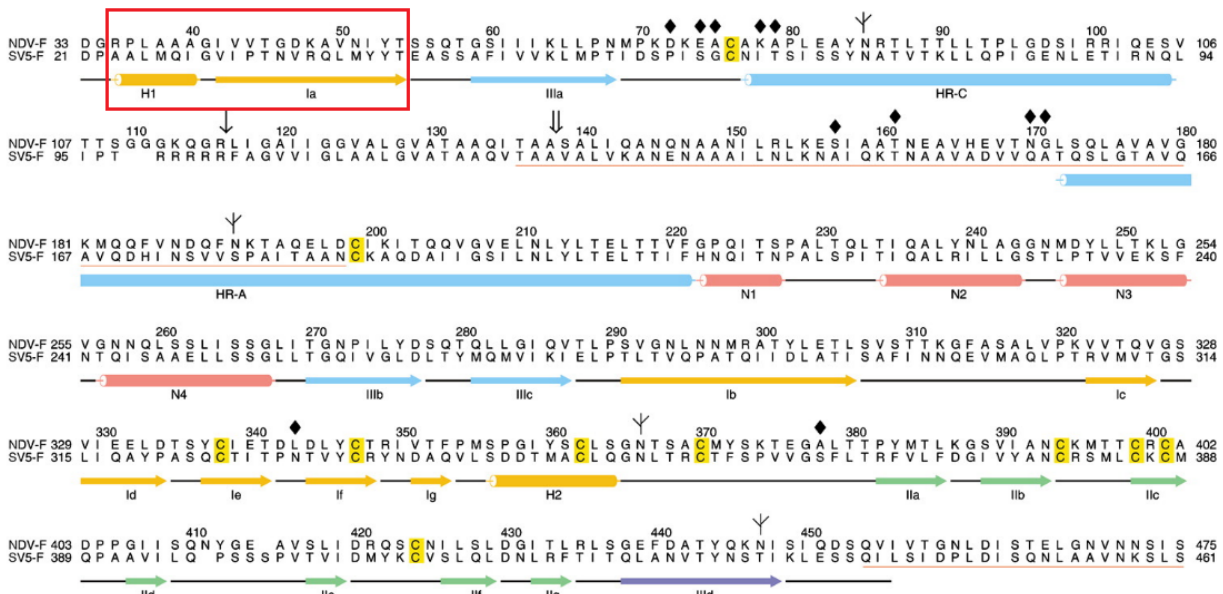 40 50 60 70 80 90 100
NDV-F 33 D G R P L A A A G I V V T G D K A V N I Y T S S Q T G S I I I K L L P N M P K D K E A C A K A P L E A Y N R T L T T L L T P L G D S I R R I Q E S V 106
SV5-F 21 D P A A L M Q I G V I P T N V R Q L M Y Y T E A S S A F I V V K L M P T I D S P I S G C N I T S I S S Y N A T V T K L L Q P I G E N L E T I R N Q L 94
H1 Ia IIIa HR-C
110 120 130 140 150 160 170 180
NDV-F 107 T T S G G G K Q G R L I G A I I G G V A L G V A T A A Q I T A A S A L I Q A N Q N A A N I L R L K E S I A A T N E A V H E V T N G L S Q L A V A V G 180
SV5-F 95 I P T R R R R R F A G V V I G L A A L G V A T A A Q V T A A V A L V K A N E N A A A I L N L K N A I Q K T N A A V A D V V Q A T Q S L G T A V Q 166
190 200 210 220 230 240 250
NDV-F 181 K M Q Q F V N D Q F N K T A Q E L D C I K I T Q Q V G V E L N L Y L T E L T T V F G P Q I T S P A L T Q L T I Q A L Y N L A G G N M D Y L L T K L G 254
SV5-F 167 A V Q D H I N S V V S P A I T A A N C K A Q D A I I G S I L N L Y L T E L T T I F H N Q I T N P A L S P I T I Q A L R I L L G S T L P T V V E K S F 240
HR-A N1 N2 N3
260 270 280 290 300 310 320
NDV-F 255 V G N N Q L S S L I S S G L I T G N P I L Y D S Q T Q L L G I Q V T L P S V G N L N N M R A T Y L E T L S V S T T K G F A S A L V P K V V T Q V G S 328
SV5-F 241 N T Q I S A A E L L S S G L L T G Q I V G L D L T Y M Q M V I K I E L P T L T V Q P A T Q I I D L A T I S A F I N N Q E V M A Q L P T R V M V T G S 314
N4 IIIb IIIc Ib Ic
330 340 350 360 370 380 390 400
NDV-F 329 V I E E L D T S Y C I E T D L D L Y C T R I V T F P M S P G I Y S C L S G N T S A C M Y S K T E G A L T T P Y M T L K G S V I A N C K M T T C R C A 402
SV5-F 315 L I Q A Y P A S Q C T I T P N T V Y C R Y N D A Q V L S D D T M A C L Q G N L T R C T F S P V V G S F L T R F V L F D G I V Y A N C R S M L C K C M 388
Id Ie If Ig H2 IIa IIb IIc
410 420 430 440 450
NDV-F 403 D P P G I I S Q N Y G E A V S L I D R Q S C N I L S L D G I T L R L S G E F D A T Y Q K N I S I Q D S Q V I V T G N L D I S T E L G N V N N S L S 475
SV5-F 389 Q P A A V I L Q P S S S P V T V I D M Y K C V S L Q L D N L R F T I T Q L A N V T Y N S T I K L E S S Q I L S I D P L D I S Q N L A A V N K S L S 461
IIf